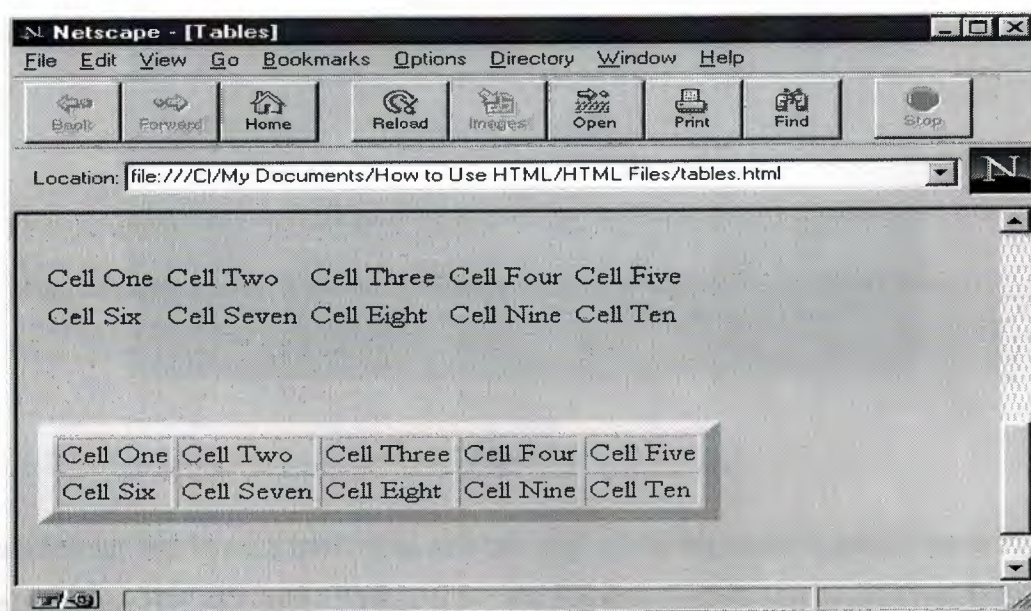 N Netscape - [Tables]
File Edit View Go Bookmarks Options Directory Window Help
Back Forward Home Reload Images Open Print Find Stop
Location: file:///C|/My Documents/How to Use HTML/HTML Files/tables.html N
Cell One Cell Two Cell Three Cell Four Cell Five
Cell Six Cell Seven Cell Eight Cell Nine Cell Ten
Cell One Cell Two Cell Three Cell Four Cell Five
Cell Six Cell Seven Cell Eight Cell Nine Cell Ten